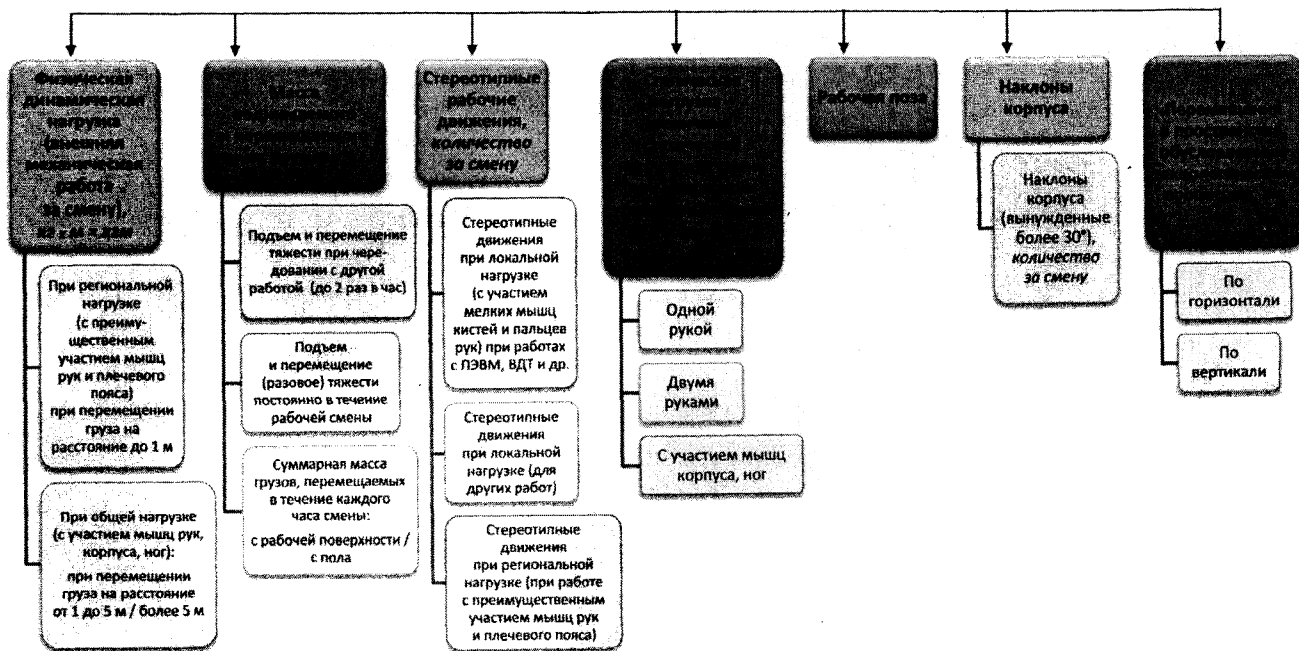 Физическая
динамическая
нагрузка
(внешняя
механическая
работа
за смену),
кг x м = кгм
При региональной
нагрузке
(с преиму-
щественным
участием мышц
рук и плечевого
пояса)
при перемещении
груза на
расстояние до 1 м
При общей нагрузке
(с участием мышц рук,
корпуса, ног):
при перемещении
груза на расстояние
от 1 до 5 м / более 5 м
Масса
Подъем и перемещение
тяжести при чере-
довании с другой
работой (до 2 раз в час)
Подъем
и перемещение
(разовое) тяжести
постоянно в течение
рабочей смены
Суммарная масса
грузов, перемещаемых
в течение каждого
часа смены:
с рабочей поверхности /
с пола
Стереотипные
рабочие
движения,
количество
за смену
Стереотипные
движения
при локальной
нагрузке
(с участием
мелких мышц
кистей и пальцев
рук) при работах
с ПЭВМ, ВДТ и др.
Стереотипные
движения
при локальной
нагрузке (для
других работ)
Стереотипные
движения
при региональной
нагрузке (при работе
с преимущественным
участием мышц рук
и плечевого пояса)
Одной
рукой
Двумя
руками
С участием мышц
корпуса, ног
Рабочая поза
Наклоны
корпуса
Наклоны
корпуса
(вынужденные
более 30°),
количество
за смену
По
горизонтали
По
вертикали